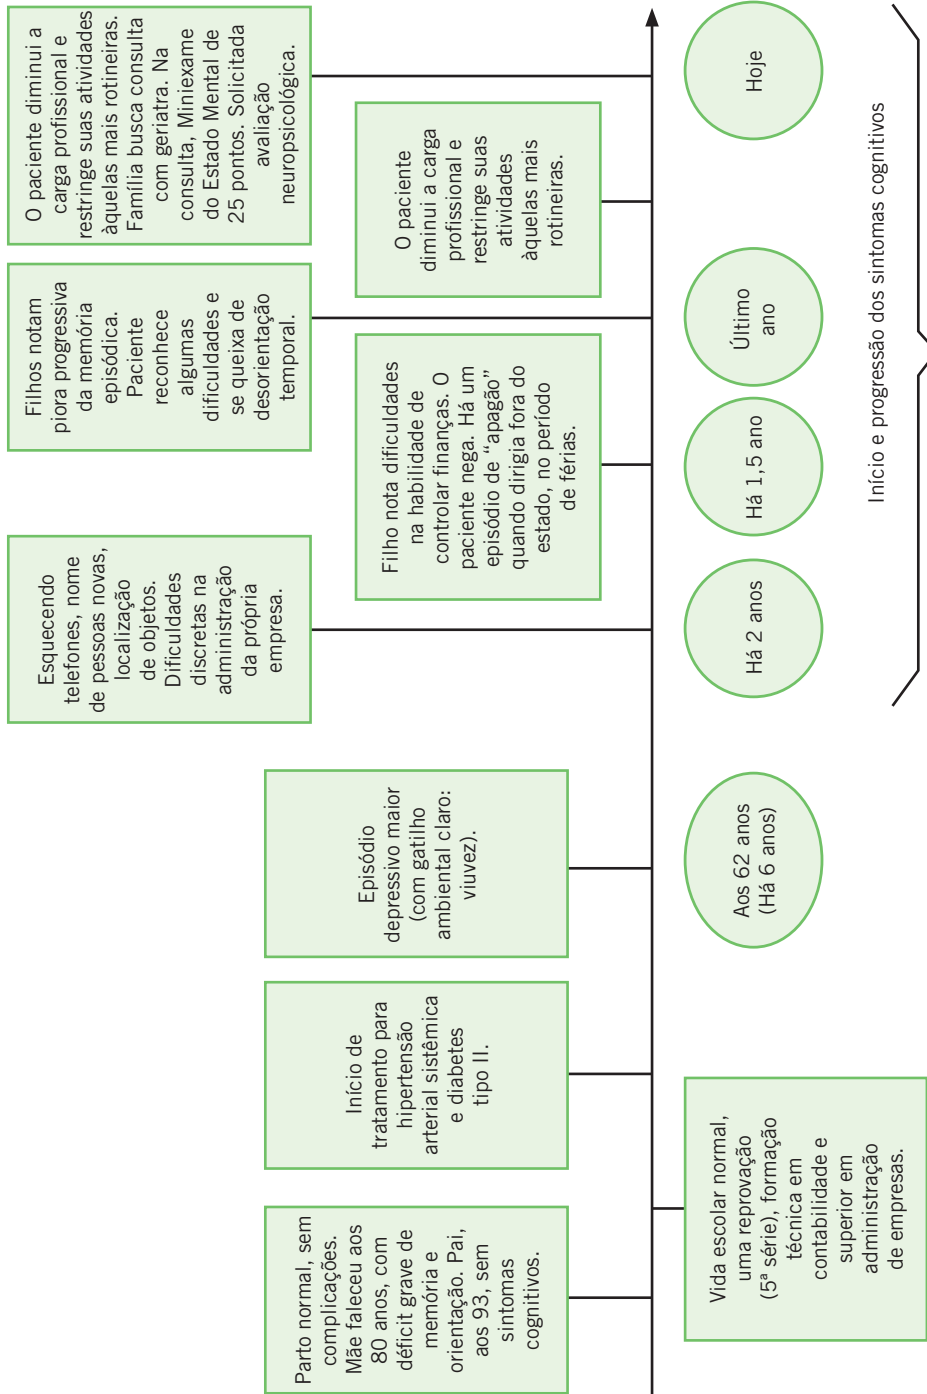 Parto normal, sem
complicações.
Mãe faleceu aos
80 anos, com
déficit grave de
memória e
orientação. Pai,
aos 93, sem
sintomas
cognitivos.
Vida escolar normal,
uma reprovação
(5ª série), formação
técnica em
contabilidade e
superior em
administração
de empresas.
Início de
tratamento para
hipertensão
arterial sistêmica
e diabetes
tipo II.
Episódio
depressivo maior
(com gatilho
ambiental claro:
viuvez).
Aos 62 anos
(Há 6 anos)
Esquecendo
telefones, nome
de pessoas novas,
localização
de objetos.
Dificuldades
discretas na
administração
da própria
empresa.
Há 2 anos
Filho nota dificuldades
na habilidade de
controlar finanças. O
paciente nega. Há um
episódio de “apagão”
quando dirigia fora do
estado, no período
de férias.
Há 1,5 ano
Filhos notam
piora progressiva
da memória
episódica.
Paciente
reconhece
algumas
dificuldades e
se queixa de
desorientação
temporal.
Último
ano
O paciente
diminui a carga
profissional e
restringe suas
atividades
àquelas mais
rotineiras.
O paciente diminui a
carga profissional e
restringe suas atividades
àquelas mais rotineiras.
Família busca consulta
com geriatra. Na
consulta, Miniexame
do Estado Mental de
25 pontos. Solicitada
avaliação
neuropsicológica.
Hoje
Início e progressão dos sintomas cognitivos